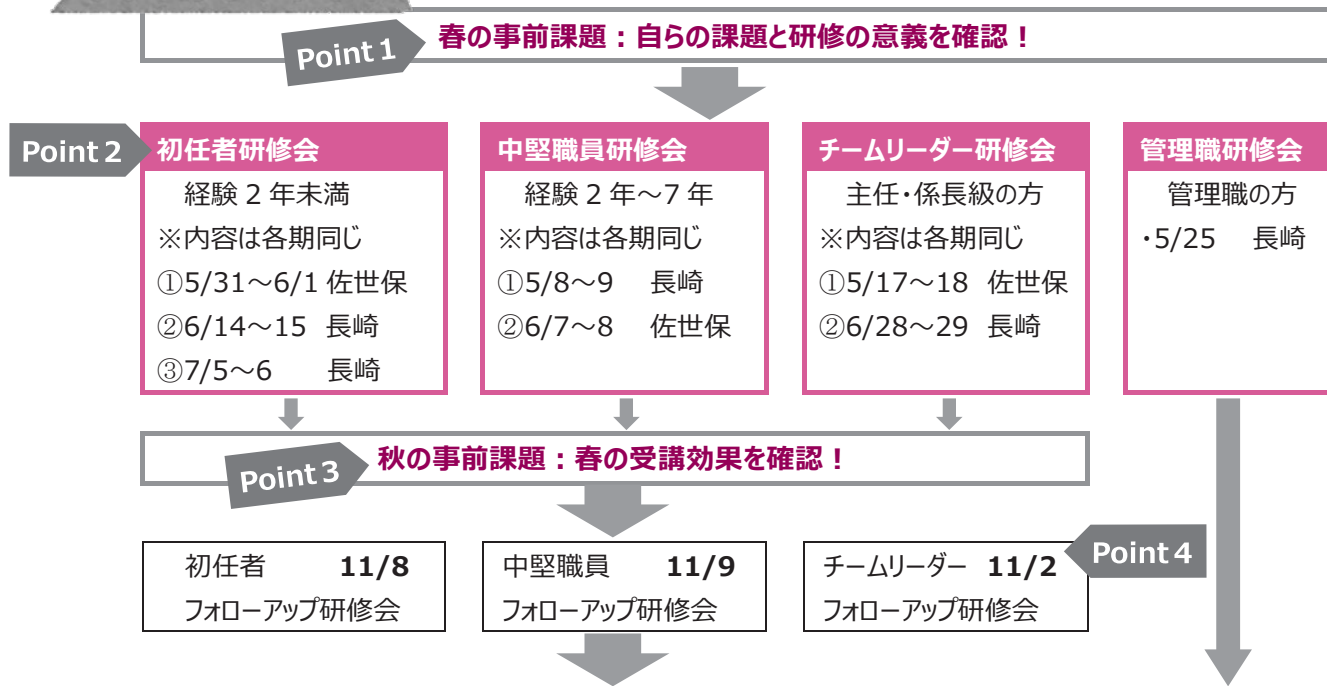 Point 1
春の事前課題：自らの課題と研修の意義を確認！
Point 2
初任者研修会
経験 2 年未満
※内容は各期同じ
①5/31～6/1 佐世保
②6/14～15 長崎
③7/5～6 長崎
中堅職員研修会
経験 2 年～7 年
※内容は各期同じ
①5/8～9 長崎
②6/7～8 佐世保
チームリーダー研修会
主任・係長級の方
※内容は各期同じ
①5/17～18 佐世保
②6/28～29 長崎
管理職研修会
管理職の方
・5/25 長崎
Point 3
秋の事前課題：春の受講効果を確認！
初任者 11/8
フォローアップ研修会
中堅職員 11/9
フォローアップ研修会
チームリーダー 11/2
フォローアップ研修会
Point 4